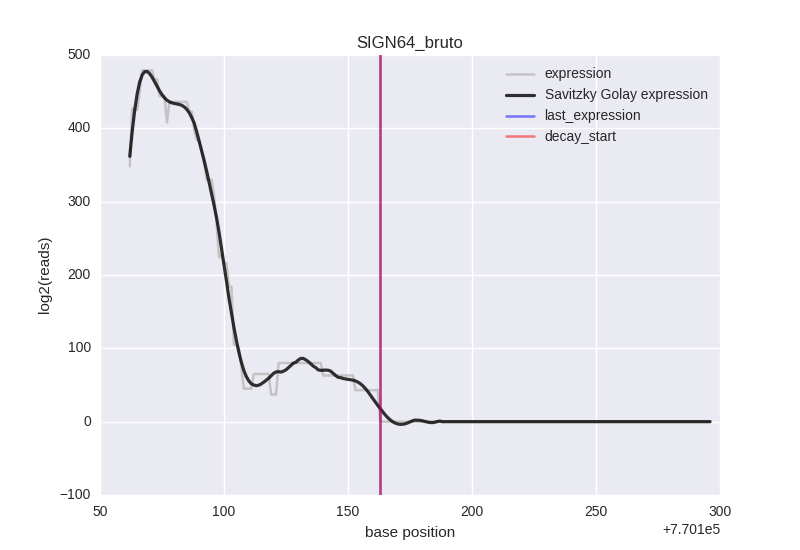 SIGN64_bruto
expression
Savitzky Golay expression
last_expression
decay_start
500
400
300
200
100
0
−100
log2(reads)
50 100 150 200 250 300
base position
+7.701e5